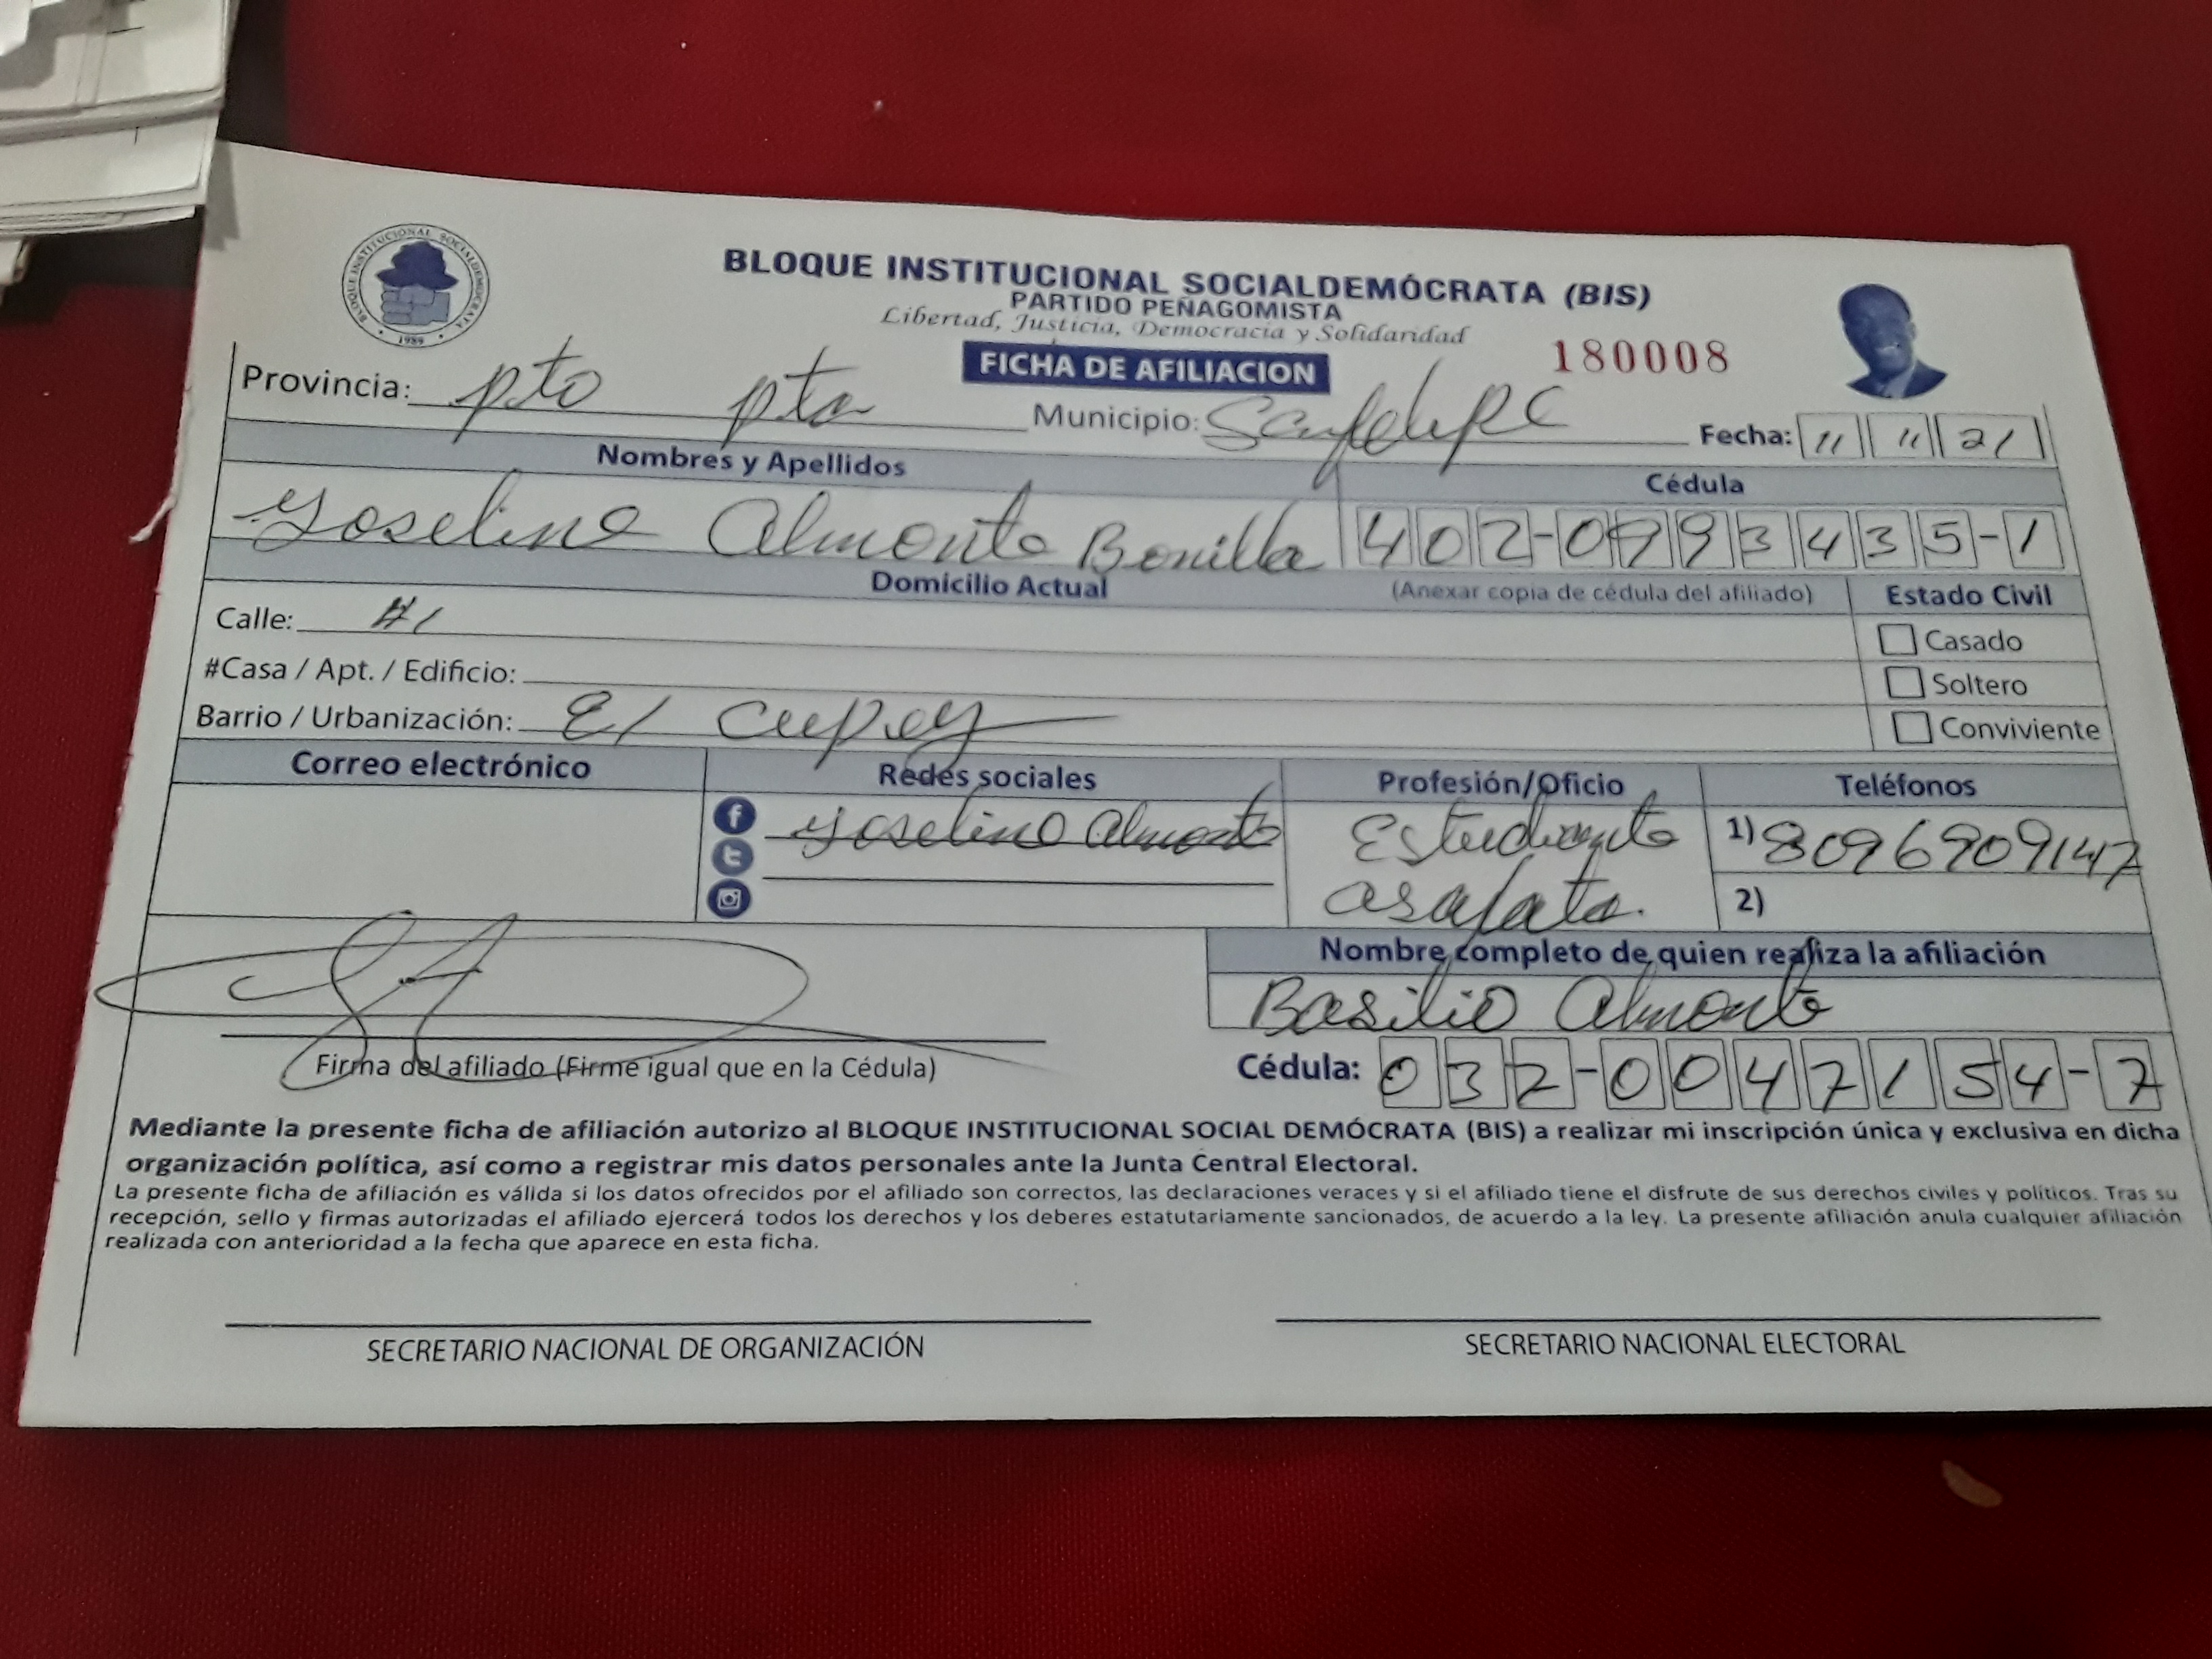 BLOQUE INSTITUCIONAL SOCIALDEMOCRATA
1989
BLOQUE INSTITUCIONAL SOCIALDEMÓCRATA (BIS)
PARTIDO PEÑAGOMISTA
Libertad, Justicia, Democracia y Solidaridad
FICHA DE AFILIACION
180008
Provincia: pto pta Municipio: Fecha: 11 11 21
Nombres y Apellidos Cédula
Yoselino Almonte Bonilla 402-0993435-1
Domicilio Actual (Anexar copia de cédula del afiliado) Estado Civil
Calle: #1 Casado
#Casa / Apt. / Edificio: Soltero
Barrio / Urbanización: El Cupey Conviviente
Correo electrónico Redes sociales Profesión/Oficio Teléfonos
Yoselino Almonte Estudiante 1) 8096909147
2)
Nombre completo de quien realiza la afiliación
Basilio Almonte
Firma del afiliado (Firme igual que en la Cédula) Cédula: 032-0047154-7
Mediante la presente ficha de afiliación autorizo al BLOQUE INSTITUCIONAL SOCIAL DEMÓCRATA (BIS) a realizar mi inscripción única y exclusiva en dicha
organización política, así como a registrar mis datos personales ante la Junta Central Electoral.
La presente ficha de afiliación es válida si los datos ofrecidos por el afiliado son correctos, las declaraciones veraces y si el afiliado tiene el disfrute de sus derechos civiles y políticos. Tras su
recepción, sello y firmas autorizadas el afiliado ejercerá todos los derechos y los deberes estatutariamente sancionados, de acuerdo a la ley. La presente afiliación anula cualquier afiliación
realizada con anterioridad a la fecha que aparece en esta ficha.
SECRETARIO NACIONAL DE ORGANIZACIÓN SECRETARIO NACIONAL ELECTORAL